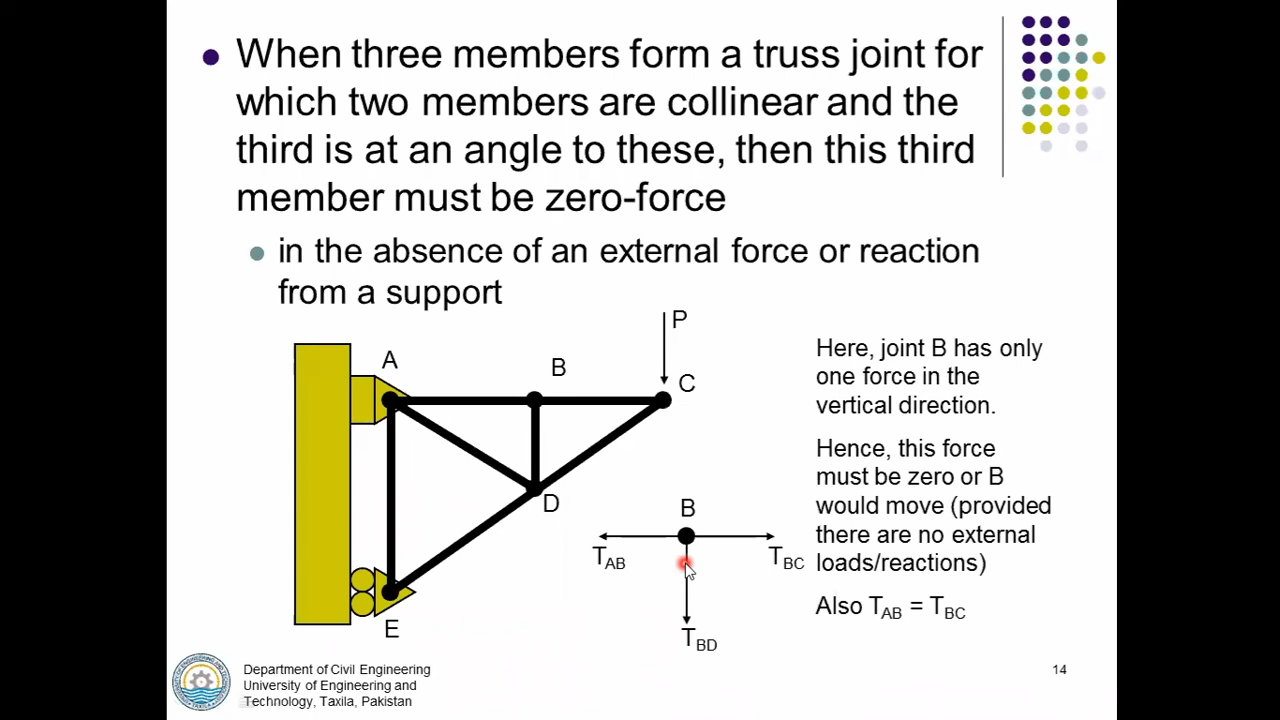 When three members form a truss joint for
which two members are collinear and the
third is at an angle to these, then this third
member must be zero-force
in the absence of an external force or reaction
from a support
P
A
B
C
D
E
B
TAB
TBC
TBD
Here, joint B has only
one force in the
vertical direction.
Hence, this force
must be zero or B
would move (provided
there are no external
loads/reactions)
Also TAB = TBC
Department of Civil Engineering
University of Engineering and
Technology, Taxila, Pakistan
14